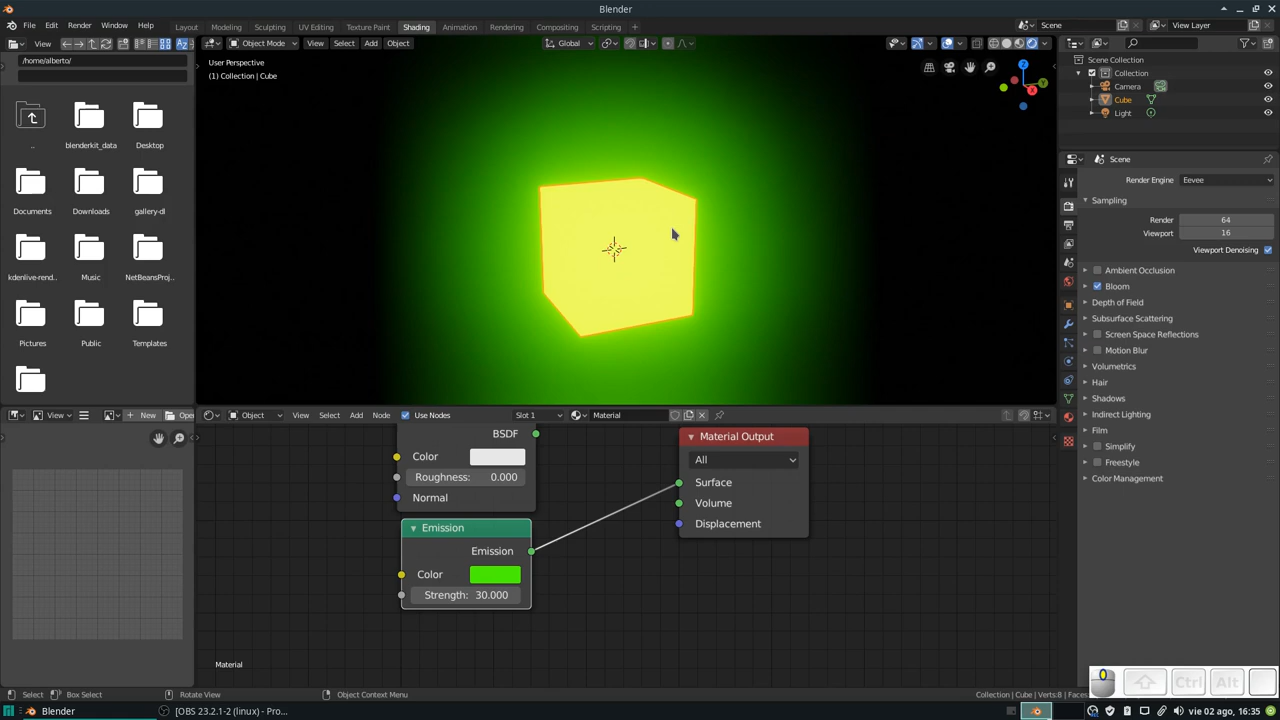 Blender
File Edit Render Window Help
Layout Modeling Sculpting UV Editing Texture Paint Shading Animation Rendering Compositing Scripting
Scene View Layer
View
/home/alberto/
..
blenderkit_data
Desktop
Documents
Downloads
gallery-dl
kdenlive-rend..
Music
NetBeansProj..
Pictures
Public
Templates
Object Mode View Select Add Object Global
User Perspective
(1) Collection | Cube
Z
Y
X
Scene Collection
Collection
Camera
Cube
Light
Scene
Render Engine Eevee
Sampling
Render 64
Viewport 16
Viewport Denoising
Ambient Occlusion
Bloom
Depth of Field
Subsurface Scattering
Screen Space Reflections
Motion Blur
Volumetrics
Hair
Shadows
Indirect Lighting
Film
Simplify
Freestyle
Color Management
View New Open
Object View Select Add Node Use Nodes Slot 1 Material
BSDF
Color
Roughness: 0.000
Normal
Emission
Emission
Color
Strength: 30.000
Material Output
All
Surface
Volume
Displacement
Material
Select Box Select Rotate View Object Context Menu
Collection | Cube | Verts:8 | Faces
Ctrl Alt
Blender [OBS 23.2.1-2 (linux) - Pro...
vie 02 ago, 16:35